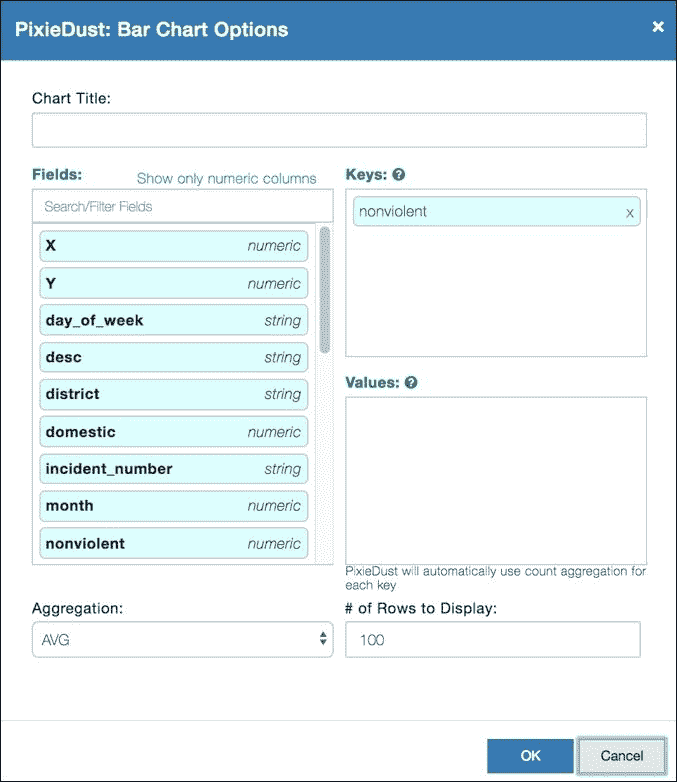 PixieDust: Bar Chart Options
×
Chart Title:
Fields:
Show only numeric columns
Search/Filter Fields
X numeric
Y numeric
day_of_week string
desc string
district string
domestic numeric
incident_number string
month numeric
nonviolent numeric
Keys: ?
nonviolent x
Values: ?
PixieDust will automatically use count aggregation for
each key
Aggregation:
AVG
# of Rows to Display:
100
OK
Cancel